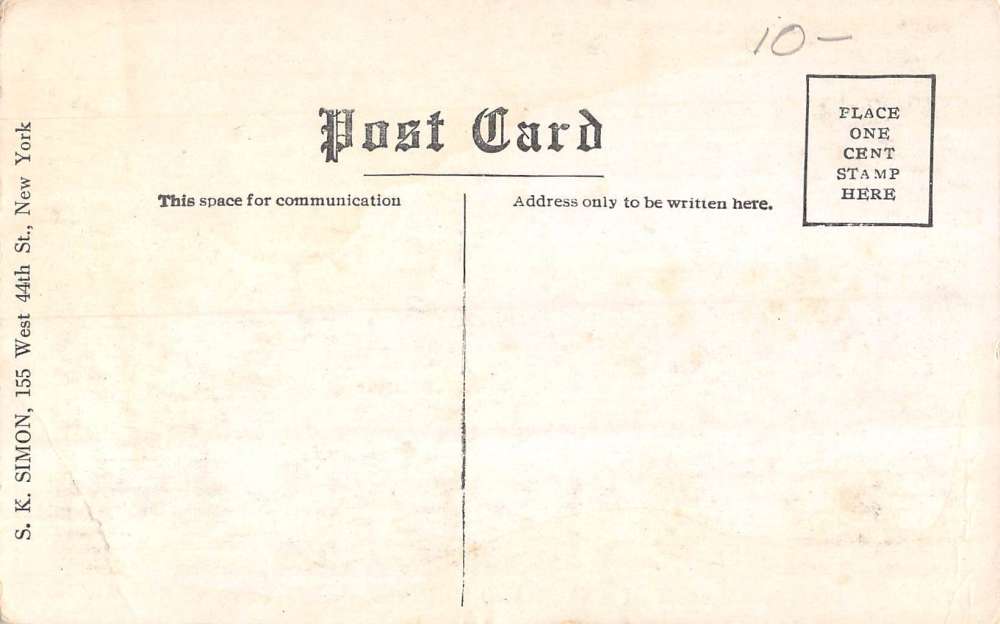 10-
Post Card
PLACE
ONE
CENT
STAMP
HERE
This space for communication
Address only to be written here.
S. K. SIMON, 155 West 44th St., New York